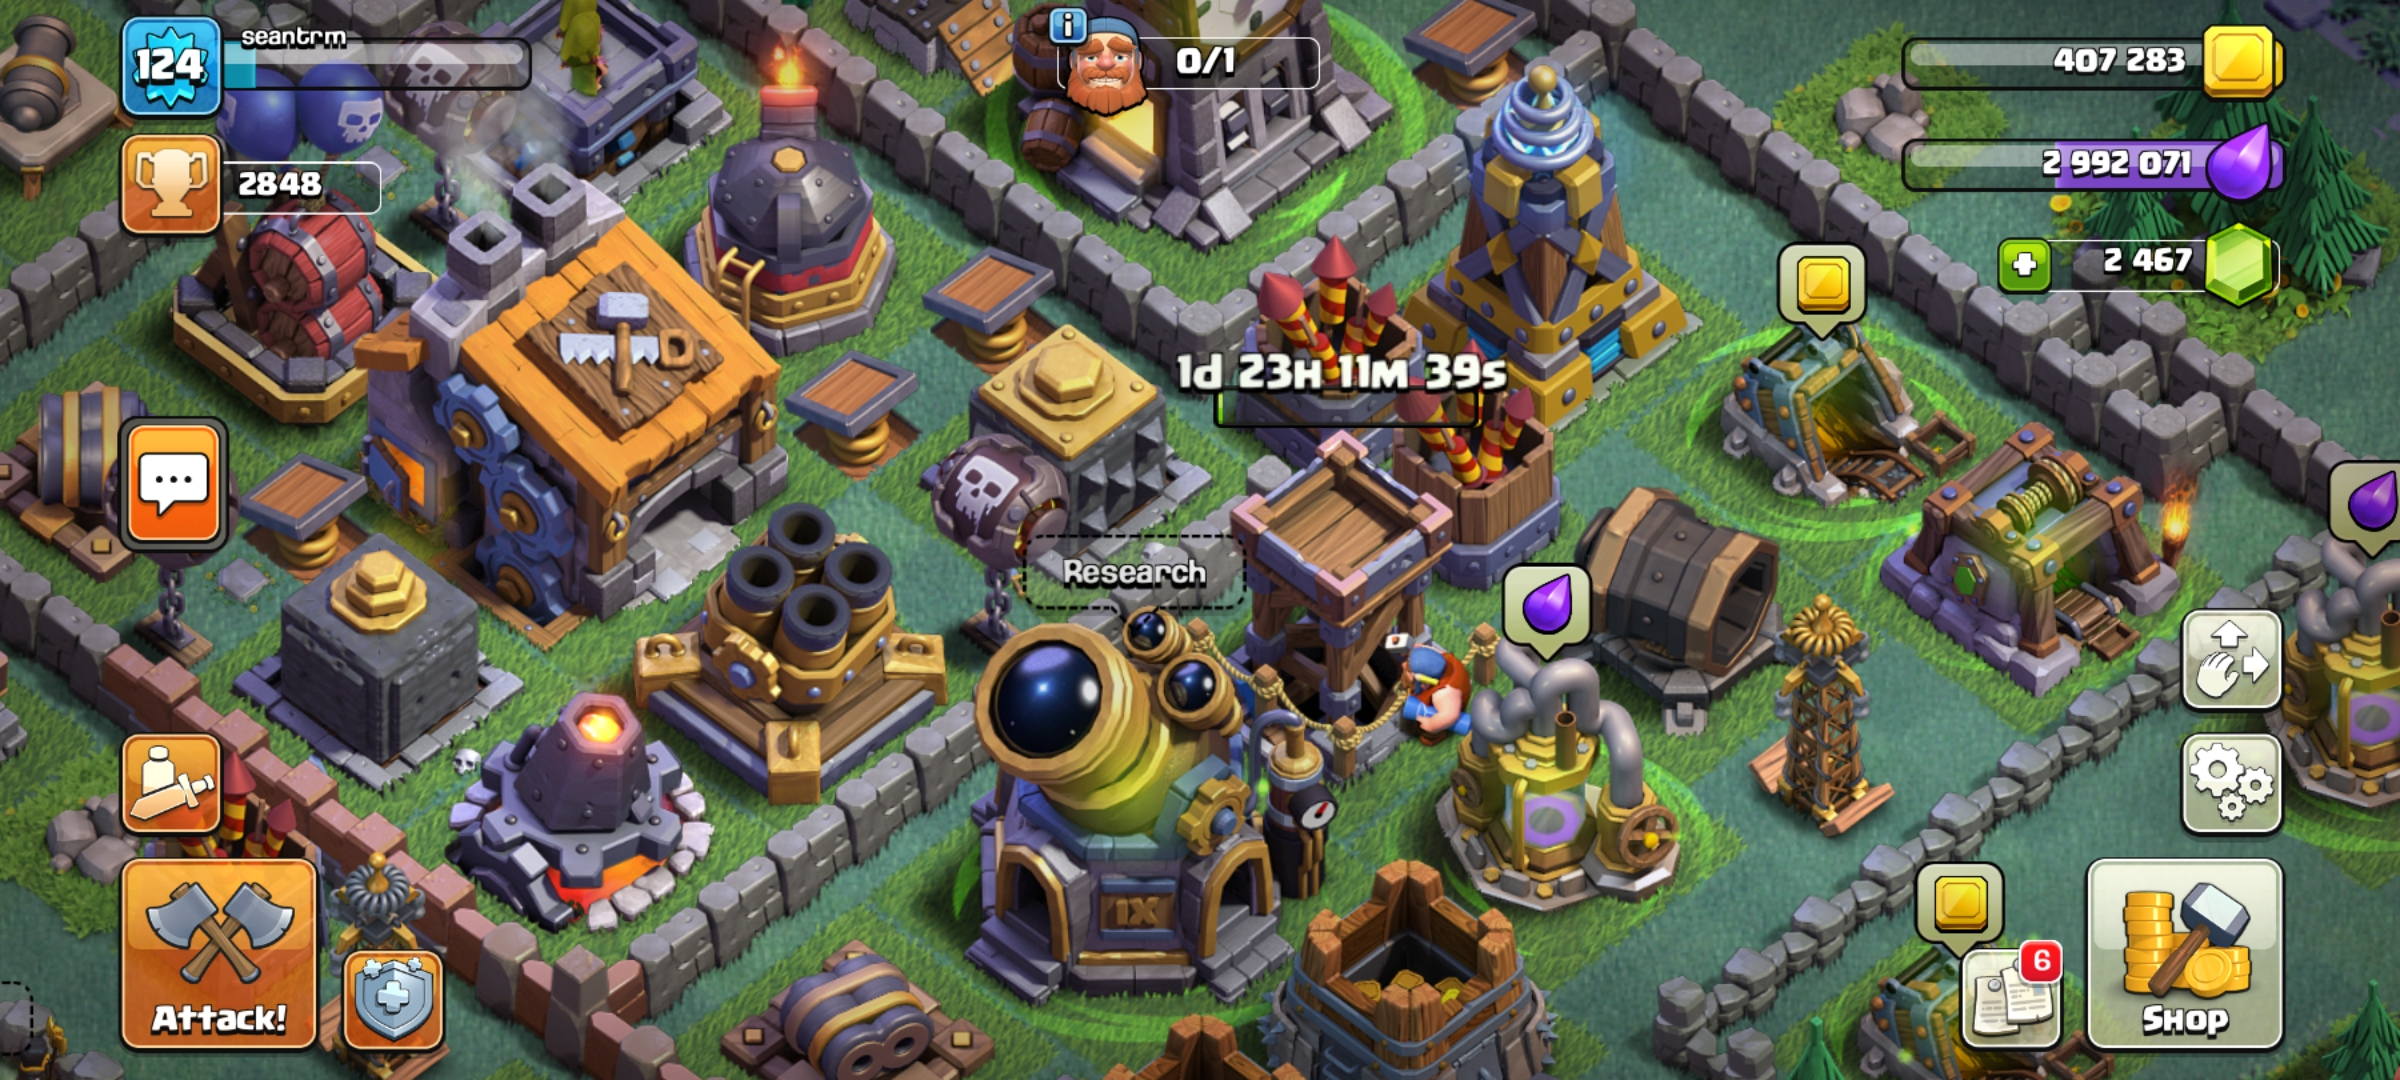 124
seantrm
0/1
407 283
2848
2 992 071
2 467
1d 23H 11M 39s
Research
IX
6
Attack!
Shop